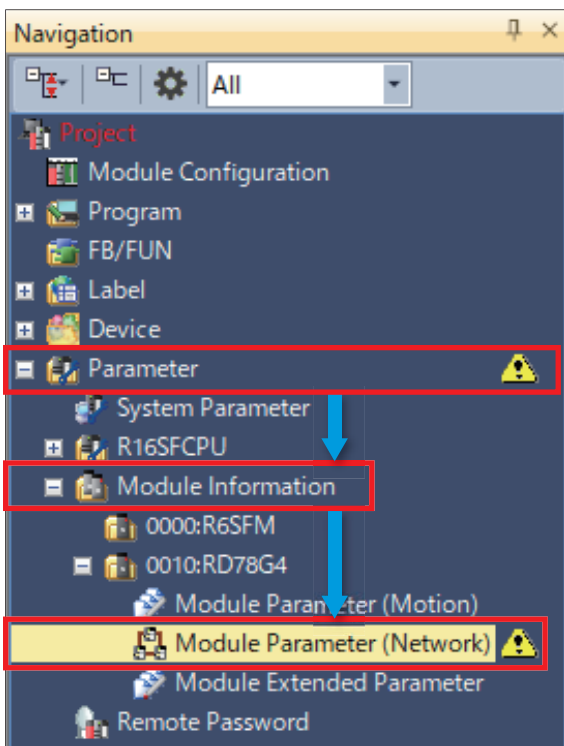 Navigation
All
Project
Module Configuration
Program
FB/FUN
Label
Device
Parameter
System Parameter
R16SFCPU
Module Information
0000:R6SFM
0010:RD78G4
Module Parameter (Motion)
Module Parameter (Network)
Module Extended Parameter
Remote Password